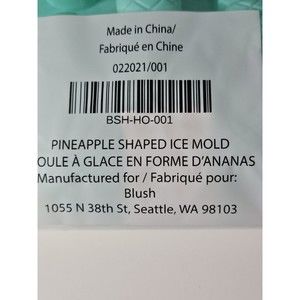 Made in China/
Fabriqué en Chine
022021/001
BSH-HO-001
PINEAPPLE SHAPED ICE MOLD
OULE À GLACE EN FORME D'ANANAS
Manufactured for / Fabriqué pour:
Blush
1055 N 38th St, Seattle, WA 98103